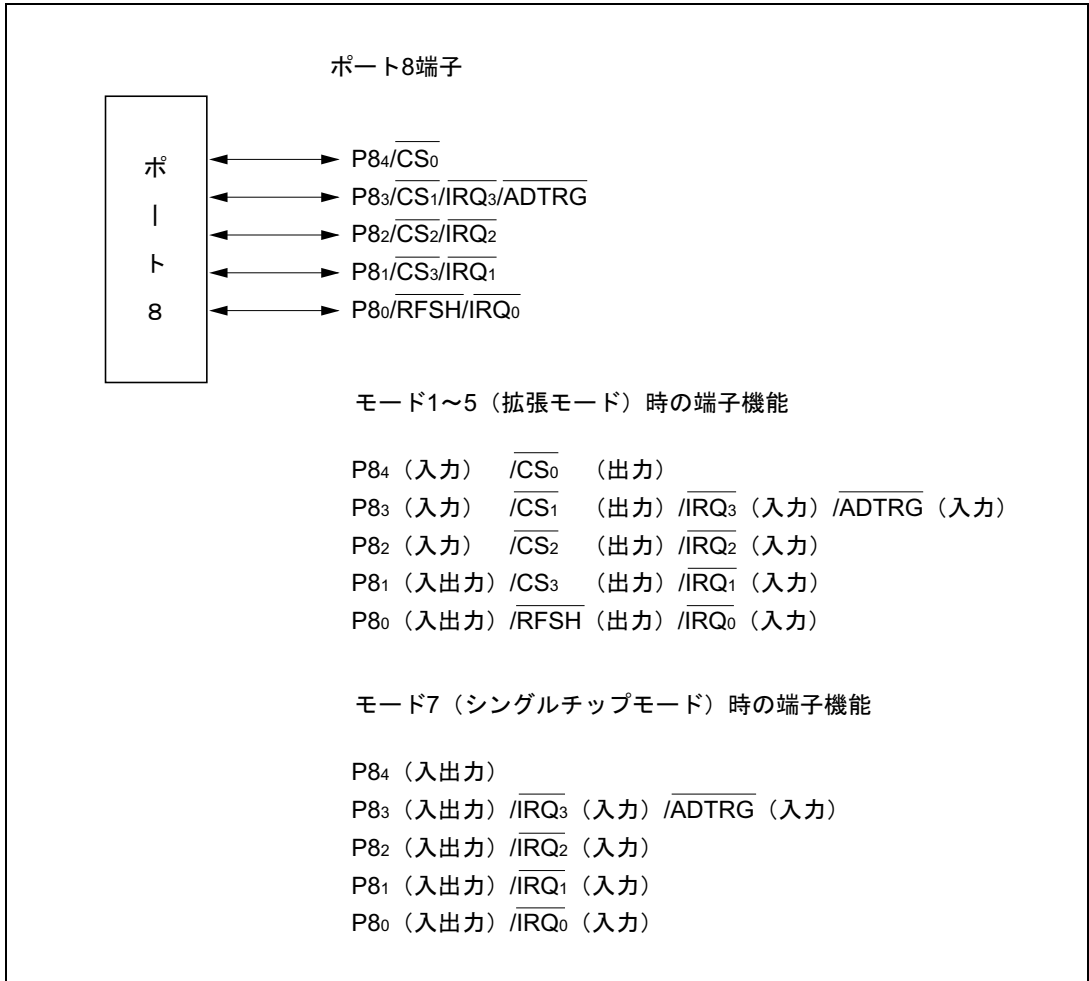 ポート8端子
ポート8
P84/CS0
P83/CS1/IRQ3/ADTRG
P82/CS2/IRQ2
P81/CS3/IRQ1
P80/RFSH/IRQ0
モード1～5（拡張モード）時の端子機能
P84（入力） /CS0 （出力）
P83（入力） /CS1 （出力）/IRQ3（入力）/ADTRG（入力）
P82（入力） /CS2 （出力）/IRQ2（入力）
P81（入出力）/CS3 （出力）/IRQ1（入力）
P80（入出力）/RFSH（出力）/IRQ0（入力）
モード7（シングルチップモード）時の端子機能
P84（入出力）
P83（入出力）/IRQ3（入力）/ADTRG（入力）
P82（入出力）/IRQ2（入力）
P81（入出力）/IRQ1（入力）
P80（入出力）/IRQ0（入力）